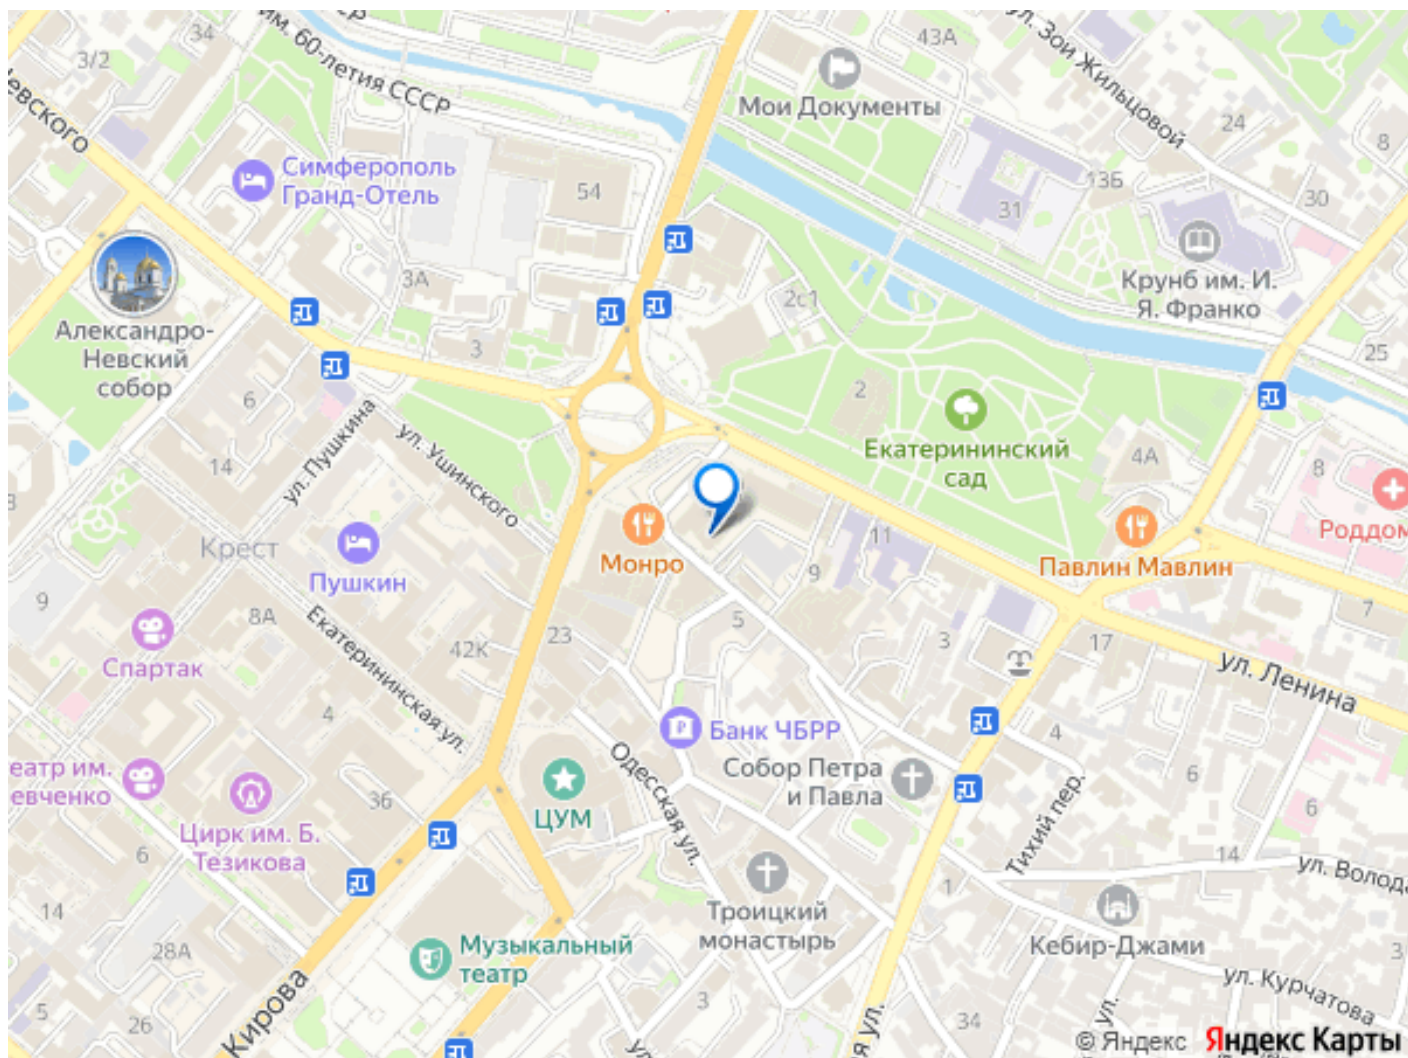 им. 60-летия СССР
34
3/2
Невского
43А
ул. Зои Жильцовой
Мои Документы
24
8
Симферополь
Гранд-Отель
54
13Б
31
30
Крунб им. И.
Я. Франко
3А
2с1
Александро-
Невский
собор
3
25
6
2
ул. Пушкина
ул. Ушинского
Екатерининский
сад
14
4А
8
Роддом
Крест
Монро
11
Павлин Мавлин
Пушкин
9
9
7
8А
Екатерининская ул.
23
5
3
17
Спартак
42К
ул. Ленина
4
Банк ЧБРР
4
еатр им.
евченко
36
Одесская ул.
Собор Петра
и Павла
Тихий пер.
6
6
Цирк им. Б.
Тезикова
ЦУМ
6
14
ул. Волода
1
14
Троицкий
монастырь
Кебир-Джами
28А
Музыкальный
театр
3
ул. Курчатова
5
26
Кирова
3
34
ул.
я ул.
© Яндекс Яндекс Карты